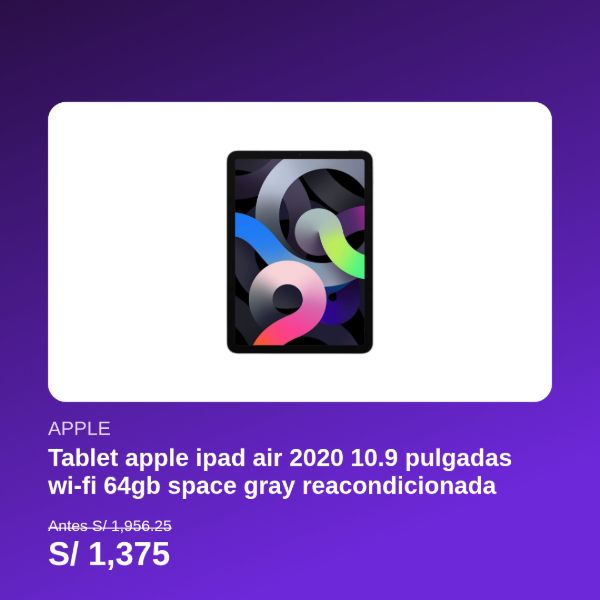 APPLE
Tablet apple ipad air 2020 10.9 pulgadas
wi-fi 64gb space gray reacondicionada
Antes S/ 1,956.25
S/ 1,375